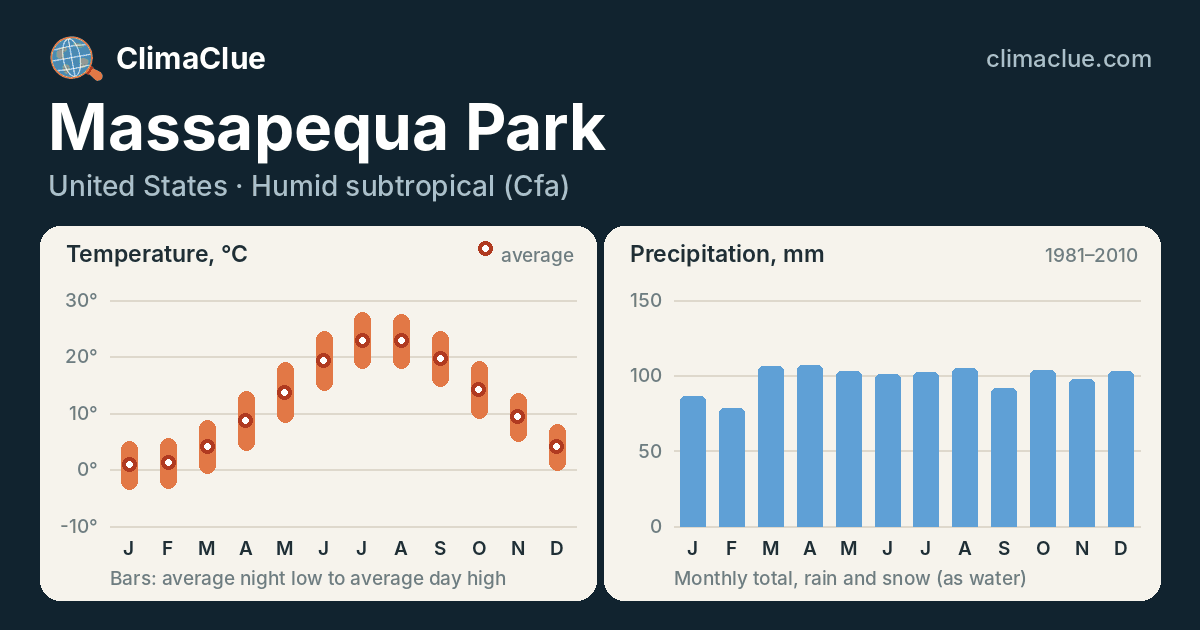 ClimaClue
climaclue.com
Massapequa Park
United States · Humid subtropical (Cfa)
Temperature, °C
average
30°
20°
10°
0°
-10°
J F M A M J J A S O N D
Bars: average night low to average day high
Precipitation, mm
1981–2010
150
100
50
0
J F M A M J J A S O N D
Monthly total, rain and snow (as water)